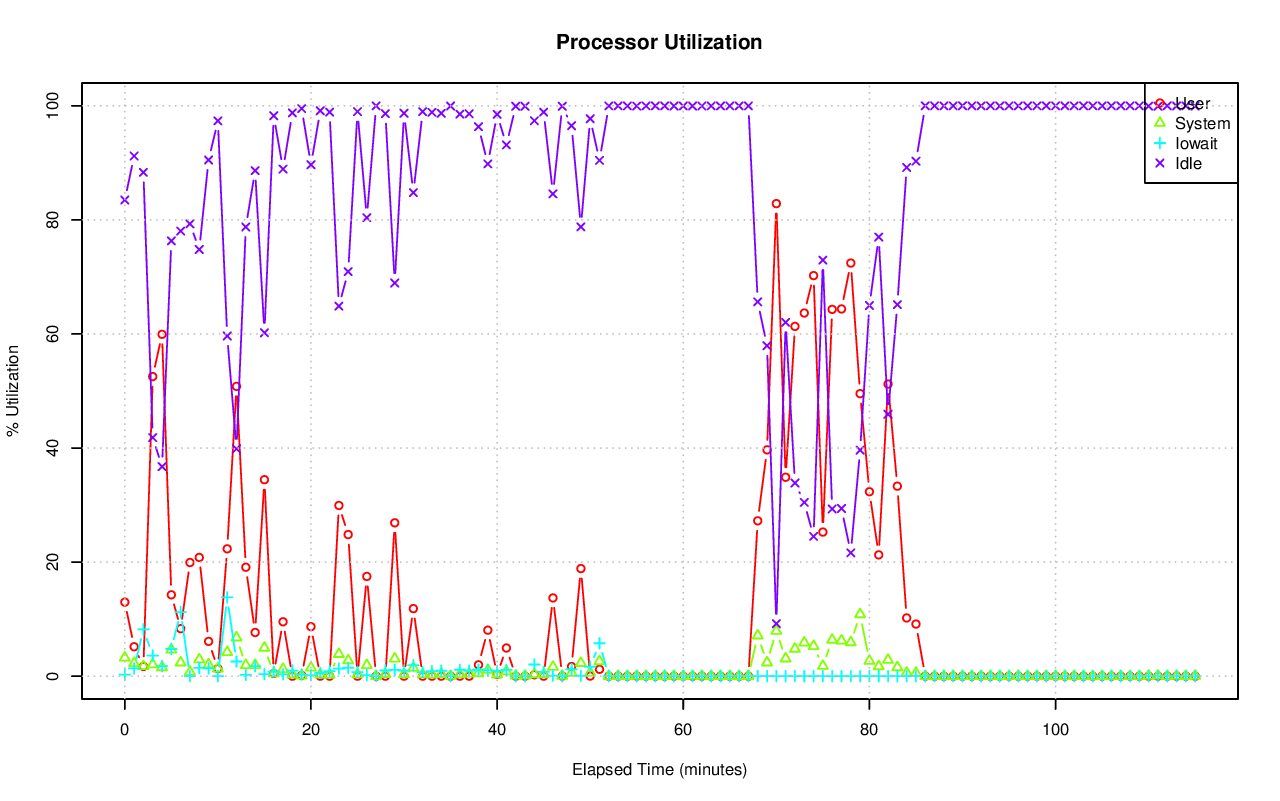 Processor Utilization
% Utilization
100
80
60
40
20
0
User
System
Iowait
Idle
0 20 40 60 80 100
Elapsed Time (minutes)